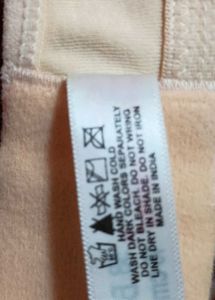 HAND WASH COLD
WASH DARK COLORS SEPARATELY
DO NOT BLEACH. DO NOT WRING
LINE DRY IN SHADE. DO NOT IRON
MADE IN INDIA